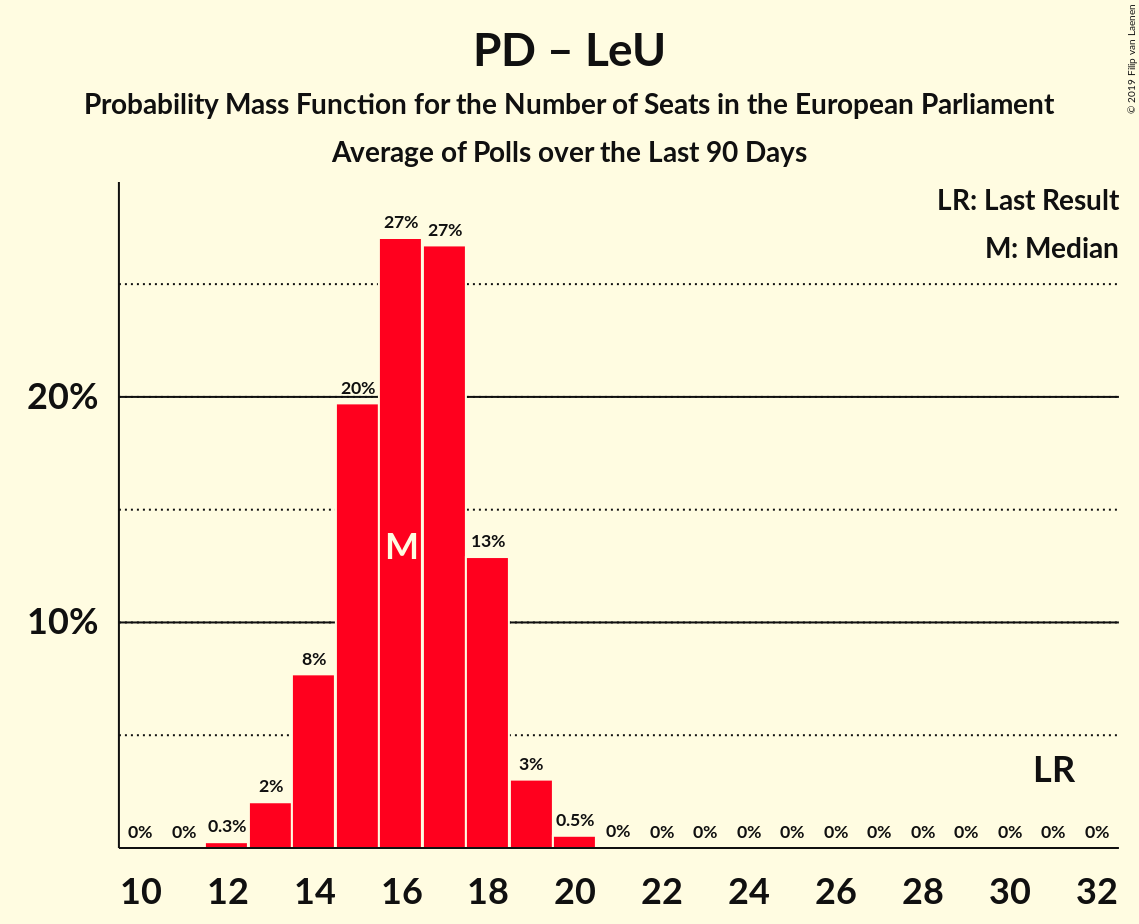 PD – LeU
Probability Mass Function for the Number of Seats in the European Parliament
Average of Polls over the Last 90 Days
© 2019 Filip van Laenen
LR: Last Result
M: Median
27%
27%
20%
20%
M
13%
10%
8%
3%
LR
2%
0%
0%
0.3%
0.5%
0%
0%
0%
0%
0%
0%
0%
0%
0%
0%
0%
0%
10 12 14 16 18 20 22 24 26 28 30 32